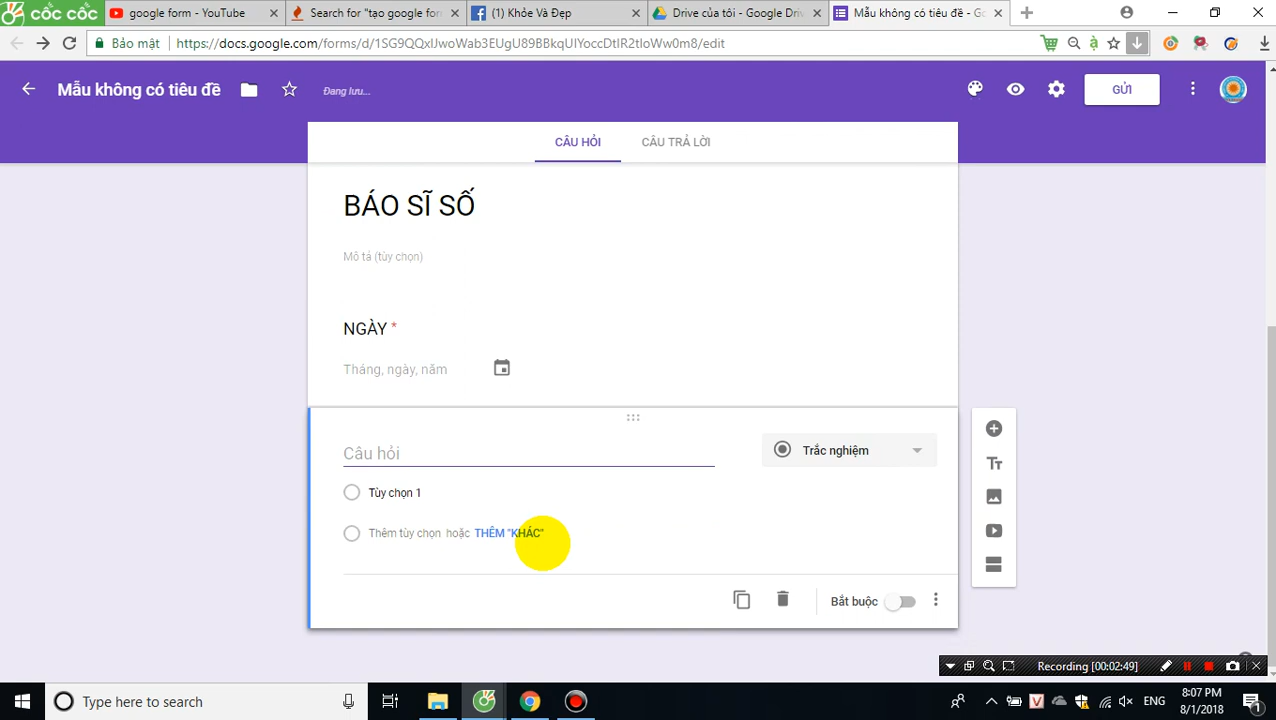 cốc cốc
google form - YouTube
Search for "tạo google for
(1) Khỏe Và Đẹp
Drive của tôi - Google Driv
Mẫu không có tiêu đề - Go
Bảo mật
https://docs.google.com/forms/d/1SG9QQxIJwoWab3EUgU89BBkqUIYoccDtIR2tIoWw0m8/edit
Mẫu không có tiêu đề
Đang lưu...
GỬI
CÂU HỎI
CÂU TRẢ LỜI
BÁO SĨ SỐ
Mô tả (tùy chọn)
NGÀY *
Tháng, ngày, năm
Câu hỏi
Trắc nghiệm
Tùy chọn 1
Thêm tùy chọn hoặc THÊM "KHÁC"
Bắt buộc
Recording [00:02:49]
Type here to search
ENG
8:07 PM
8/1/2018